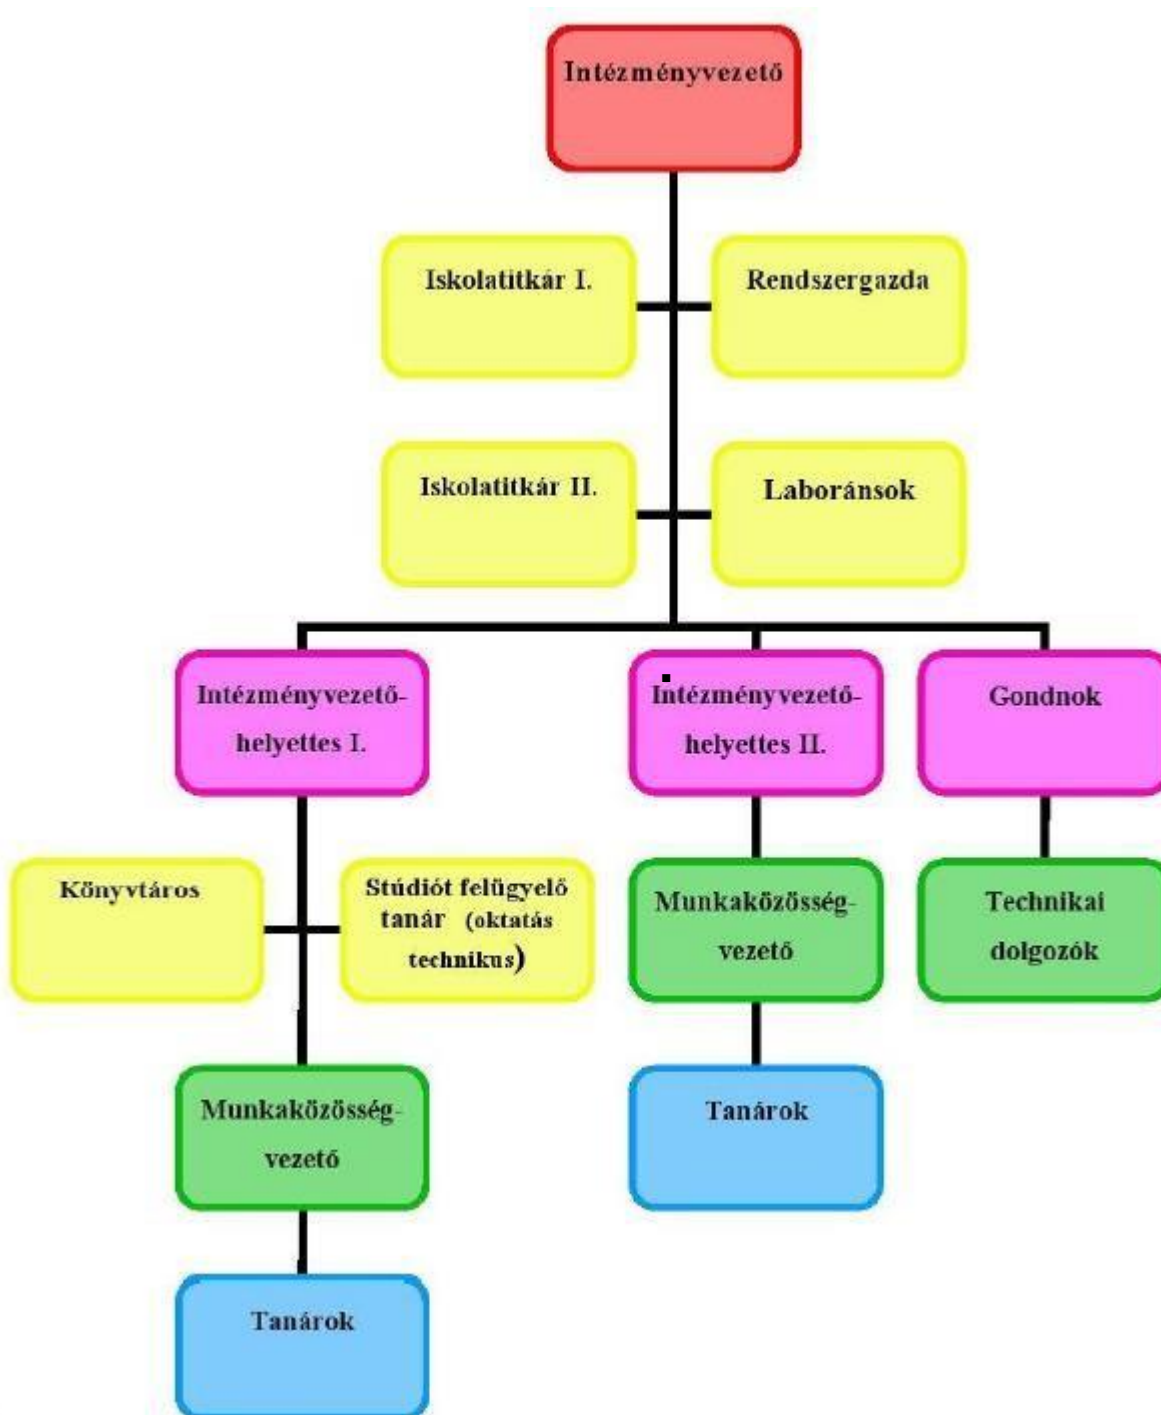 Intézményvezető
Iskolatitkár I.
Rendszergazda
Iskolatitkár II.
Laboránsok
Intézményvezető-
helyettes I.
Intézményvezető-
helyettes II.
Gondnok
Könyvtáros
Stúdiót felügyelő
tanár (oktatás
technikus)
Munkaközösség-
vezető
Technikai
dolgozók
Munkaközösség-
vezető
Tanárok
Tanárok